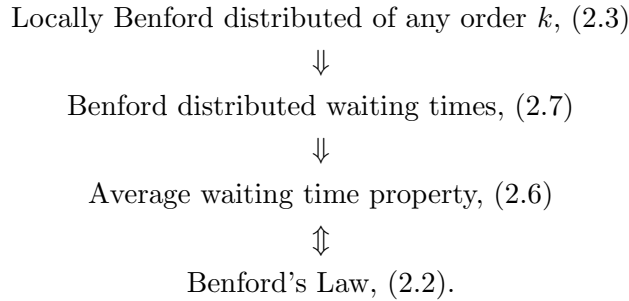 Locally Benford distributed of any order k, (2.3)
⇓
Benford distributed waiting times, (2.7)
⇓
Average waiting time property, (2.6)
⇕
Benford's Law, (2.2).